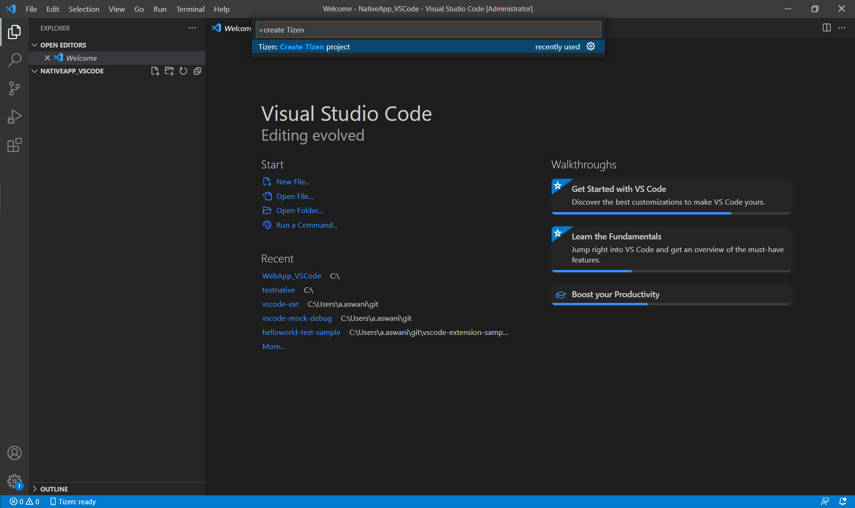 File Edit Selection View Go Run Terminal Help
Welcome - NativeApp_VSCode - Visual Studio Code [Administrator]
EXPLORER
OPEN EDITORS
Welcome
NATIVEAPP_VSCODE
OUTLINE
Welcom
>create Tizen
Tizen: Create Tizen project recently used
Visual Studio Code
Editing evolved
Start
New File...
Open File...
Open Folder...
Run a Command...
Recent
WebApp_VSCode C:\
testnative C:\
vscode-ext C:\Users\a.aswani\git
vscode-mock-debug C:\Users\a.aswani\git
helloworld-test-sample C:\Users\a.aswani\git\vscode-extension-samp...
More...
Walkthroughs
Get Started with VS Code
Discover the best customizations to make VS Code yours.
Learn the Fundamentals
Jump right into VS Code and get an overview of the must-have
features.
Boost your Productivity
1
0 0 Tizen: ready